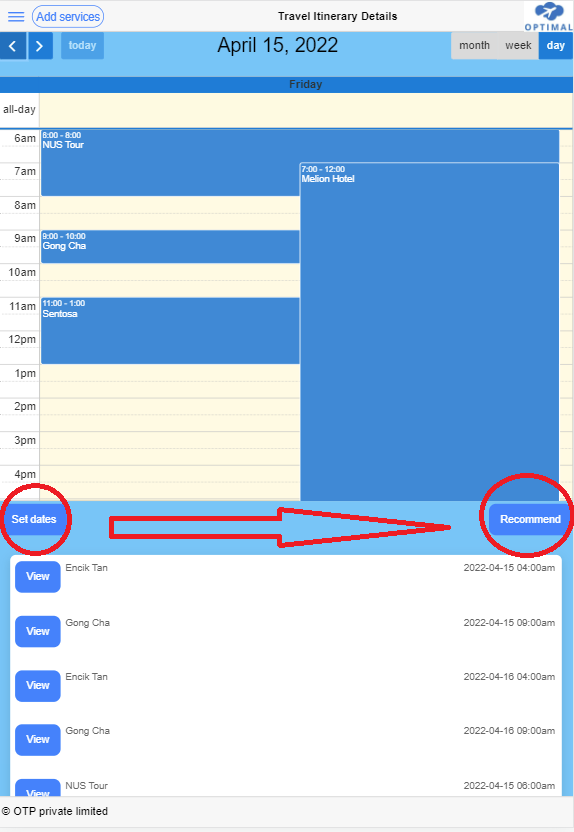 Add services
Travel Itinerary Details
OPTIMAL
today
April 15, 2022
month week day
Friday
all-day
6am
6:00 - 8:00
NUS Tour
7am
7:00 - 12:00
Melion Hotel
8am
9am
9:00 - 10:00
Gong Cha
10am
11am
11:00 - 1:00
Sentosa
12pm
1pm
2pm
3pm
4pm
Set dates
Recommend
View Encik Tan 2022-04-15 04:00am
View Gong Cha 2022-04-15 09:00am
View Encik Tan 2022-04-16 04:00am
View Gong Cha 2022-04-16 09:00am
View NUS Tour 2022-04-15 06:00am
© OTP private limited